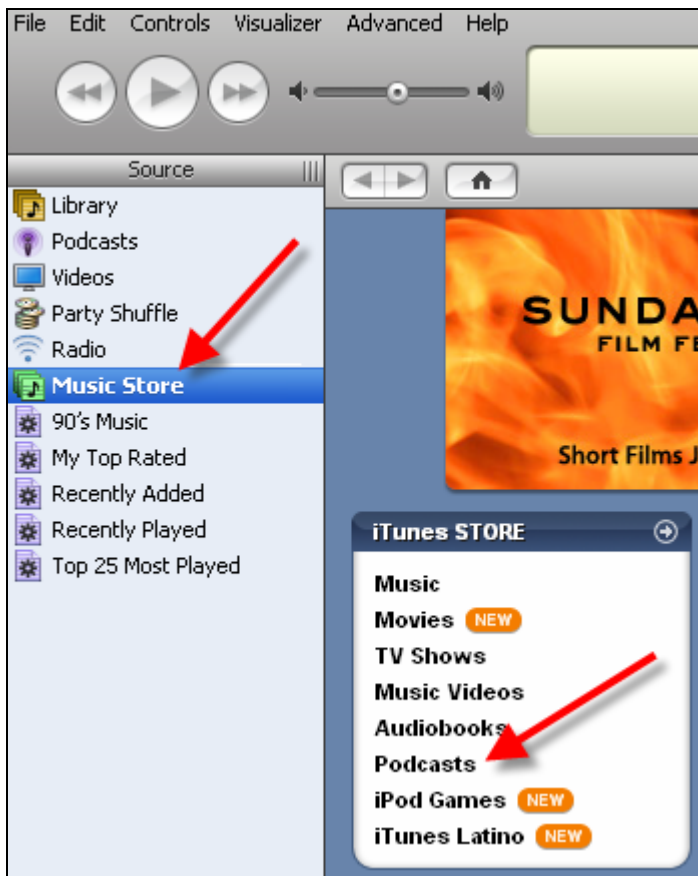 File Edit Controls Visualizer Advanced Help
Source
Library
Podcasts
Videos
Party Shuffle
Radio
Music Store
90's Music
My Top Rated
Recently Added
Recently Played
Top 25 Most Played
SUNDA
FILM FE
Short Films J
iTunes STORE
Music
Movies NEW
TV Shows
Music Videos
Audiobooks
Podcasts
iPod Games NEW
iTunes Latino NEW